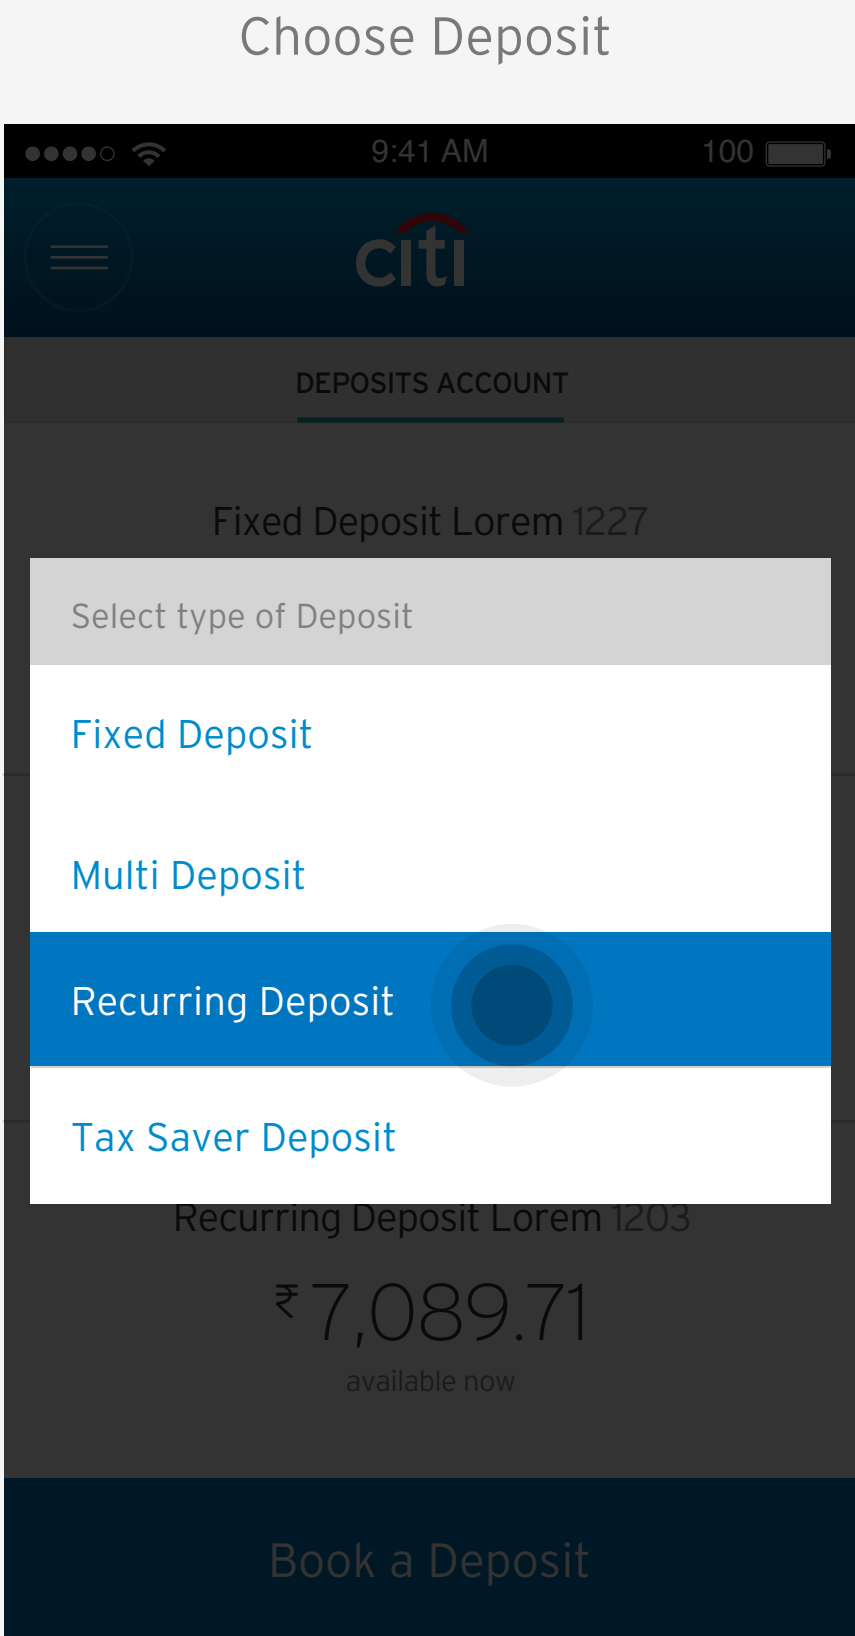 Choose Deposit
9:41 AM 100
citi
DEPOSITS ACCOUNT
Fixed Deposit Lorem 1227
Select type of Deposit
Fixed Deposit
Multi Deposit
Recurring Deposit
Tax Saver Deposit
Recurring Deposit Lorem 1203
₹7,089.71
available now
Book a Deposit